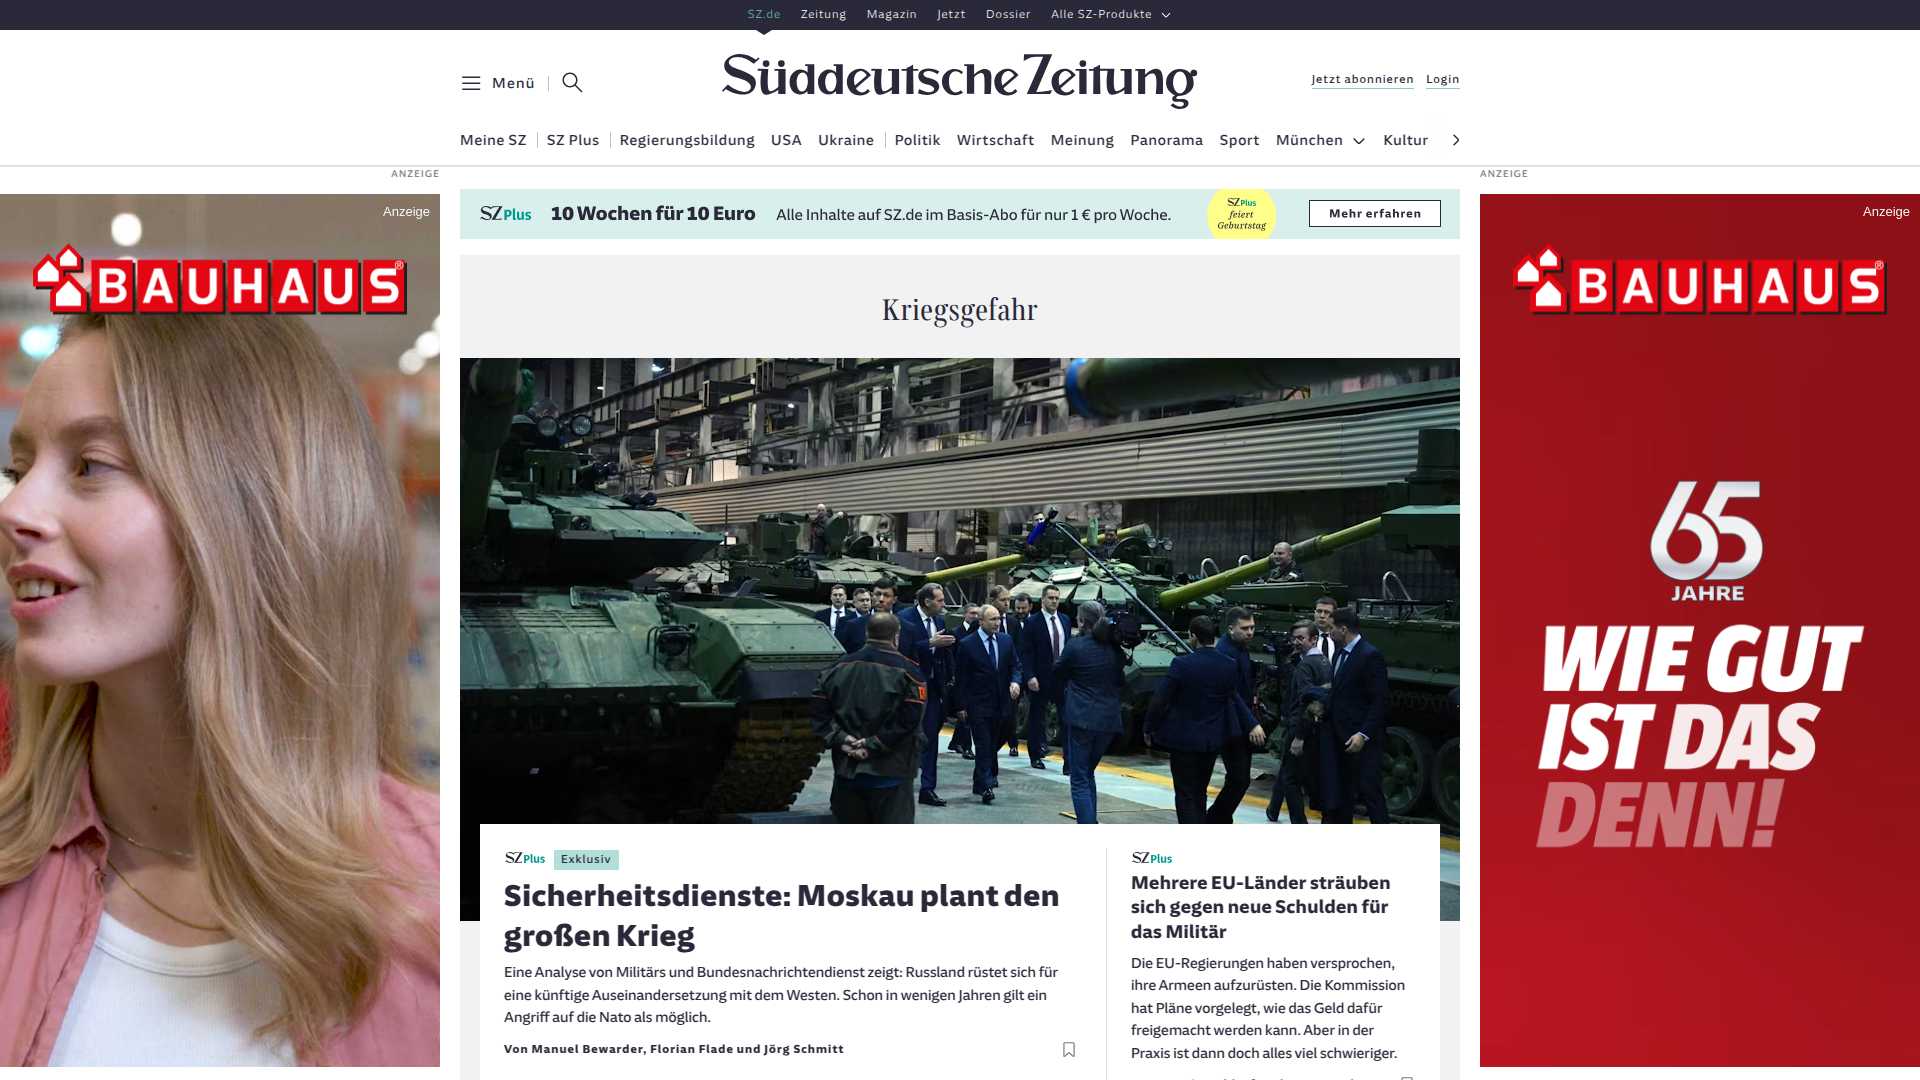 SZ.de Zeitung Magazin Jetzt Dossier Alle SZ-Produkte
Menü
Süddeutsche Zeitung
Jetzt abonnieren Login
Meine SZ SZ Plus Regierungsbildung USA Ukraine Politik Wirtschaft Meinung Panorama Sport München Kultur
ANZEIGE
ANZEIGE
Anzeige
BAUHAUS®
SZ Plus 10 Wochen für 10 Euro Alle Inhalte auf SZ.de im Basis-Abo für nur 1 € pro Woche.
SZ Plus
feiert
Geburtstag
Mehr erfahren
Kriegsgefahr
SZ Plus Exklusiv
Sicherheitsdienste: Moskau plant den
großen Krieg
Eine Analyse von Militärs und Bundesnachrichtendienst zeigt: Russland rüstet sich für
eine künftige Auseinandersetzung mit dem Westen. Schon in wenigen Jahren gilt ein
Angriff auf die Nato als möglich.
Von Manuel Bewarder, Florian Flade und Jörg Schmitt
SZ Plus
Mehrere EU-Länder sträuben
sich gegen neue Schulden für
das Militär
Die EU-Regierungen haben versprochen,
ihre Armeen aufzurüsten. Die Kommission
hat Pläne vorgelegt, wie das Geld dafür
freigemacht werden kann. Aber in der
Praxis ist dann doch alles viel schwieriger.
Anzeige
BAUHAUS®
65
JAHRE
WIE GUT
IST DAS
DENN!